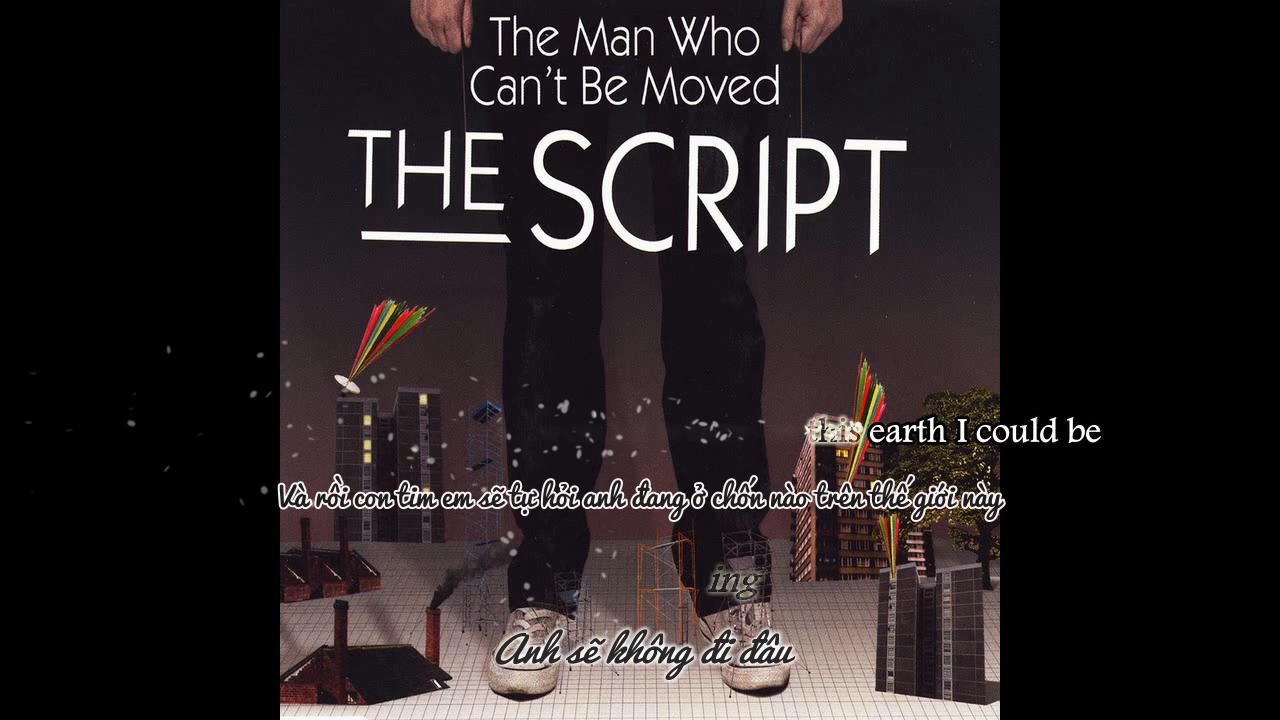 The Man Who
Can't Be Moved
THE SCRIPT
this earth I could be
Và rồi con tim em sẽ tự hỏi anh đang ở chốn nào trên thế giới này
ing
Anh sẽ không đi đâu